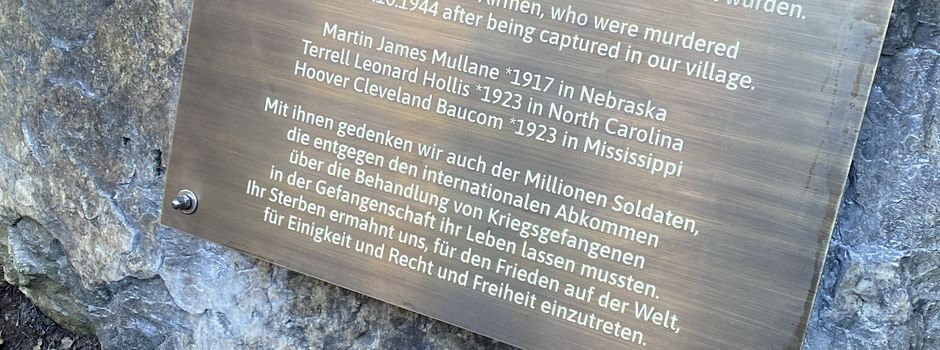 wurden.
Airmen, who were murdered
.10.1944 after being captured in our village.
Martin James Mullane *1917 in Nebraska
Terrell Leonard Hollis *1923 in North Carolina
Hoover Cleveland Baucom *1923 in Mississippi
Mit ihnen gedenken wir auch der Millionen Soldaten,
die entgegen den internationalen Abkommen
über die Behandlung von Kriegsgefangenen
in der Gefangenschaft ihr Leben lassen mussten.
Ihr Sterben ermahnt uns, für den Frieden auf der Welt,
für Einigkeit und Recht und Freiheit einzutreten.